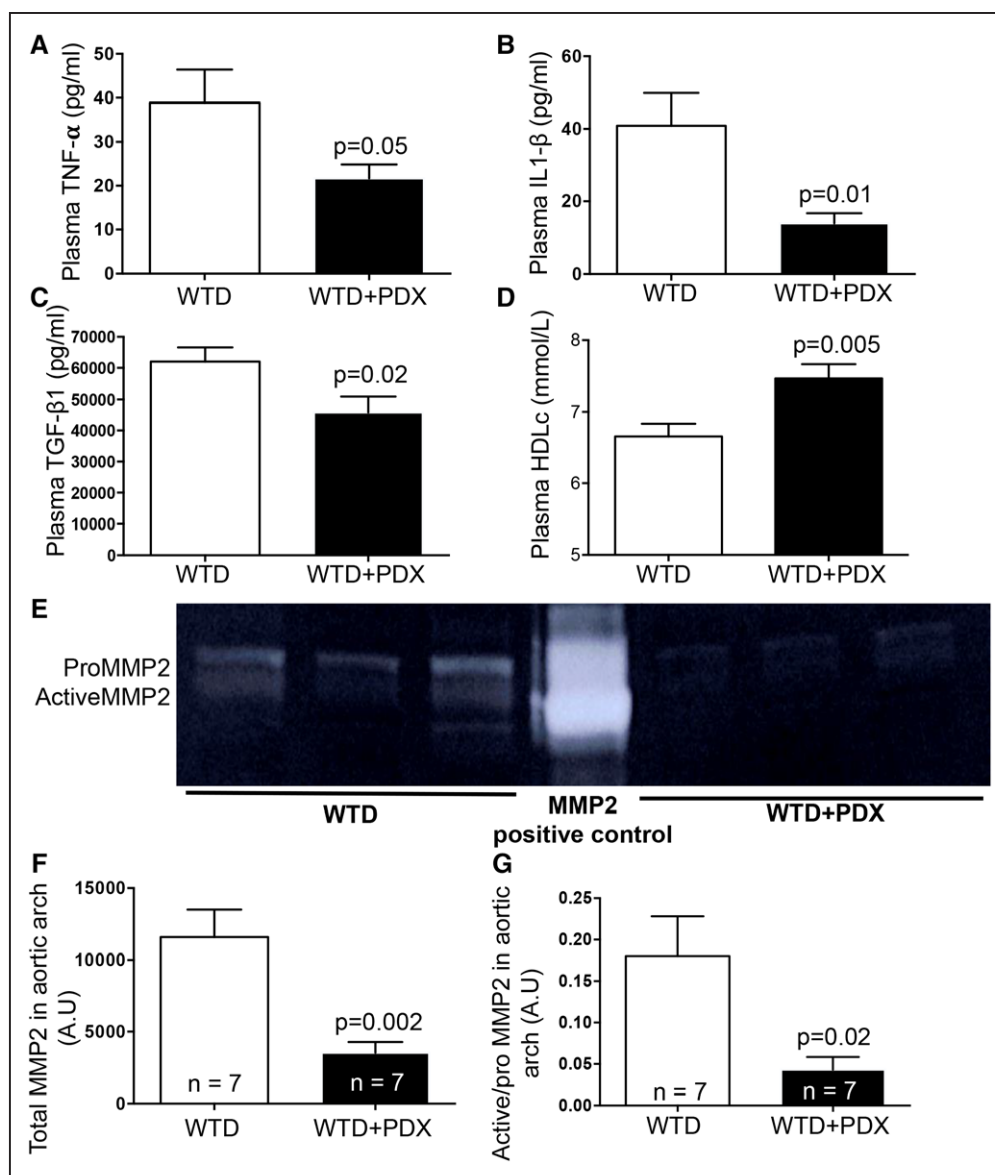 A
Plasma TNF-α (pg/ml)
50
40
30
20
10
0
p=0.05
WTD
WTD+PDX
B
Plasma IL1-β (pg/ml)
60
40
20
0
p=0.01
WTD
WTD+PDX
C
Plasma TGF-β1 (pg/ml)
70000
60000
50000
40000
30000
20000
10000
0
p=0.02
WTD
WTD+PDX
D
Plasma HDLc (mmol/L)
8
7
6
5
p=0.005
WTD
WTD+PDX
E
ProMMP2
ActiveMMP2
WTD
MMP2
positive control
WTD+PDX
F
Total MMP2 in aortic arch
(A.U)
15000
10000
5000
0
p=0.002
n = 7
n = 7
WTD
WTD+PDX
G
Active/pro MMP2 in aortic
arch (A.U)
0.25
0.20
0.15
0.10
0.05
0.00
p=0.02
n = 7
n = 7
WTD
WTD+PDX